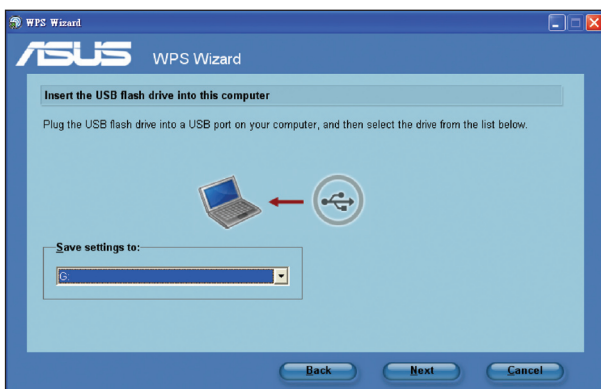 WPS Wizard
ASUS WPS Wizard
Insert the USB flash drive into this computer
Plug the USB flash drive into a USB port on your computer, and then select the drive from the list below.
Save settings to:
G:
Back Next Cancel